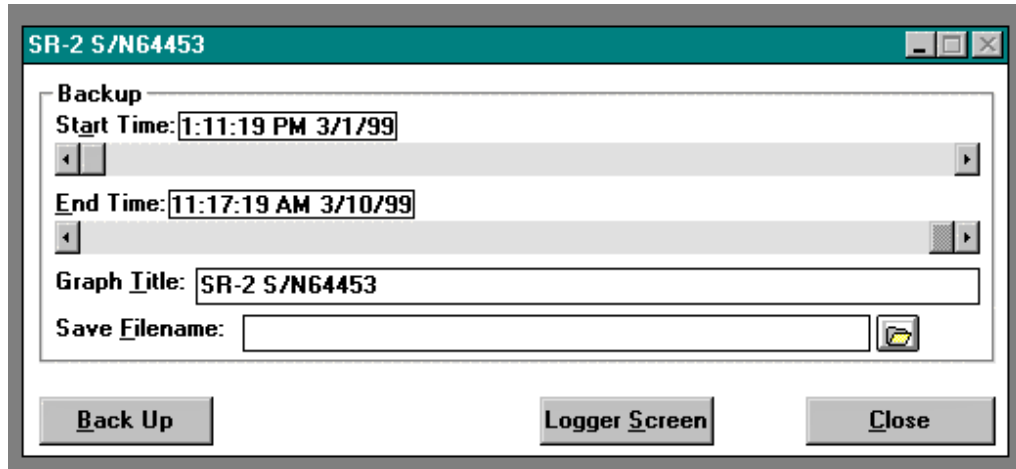 SR-2 S/N64453
Backup
Start Time: 1:11:19 PM 3/1/99
End Time: 11:17:19 AM 3/10/99
Graph Title: SR-2 S/N64453
Save Filename:
Back Up Logger Screen Close